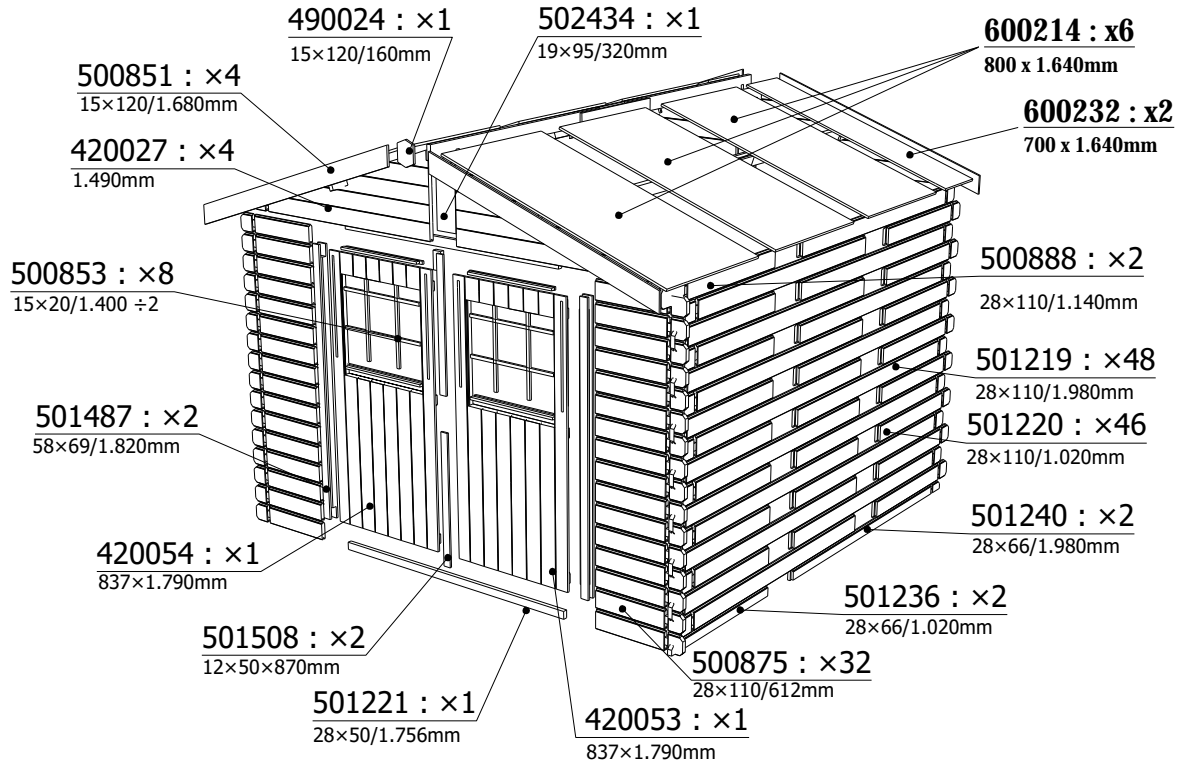 490024 : ×1
15×120/160mm
502434 : ×1
19×95/320mm
600214 : x6
800 x 1.640mm
500851 : ×4
15×120/1.680mm
600232 : x2
700 x 1.640mm
420027 : ×4
1.490mm
500853 : ×8
15×20/1.400 ÷2
500888 : ×2
28×110/1.140mm
501219 : ×48
28×110/1.980mm
501487 : ×2
58×69/1.820mm
501220 : ×46
28×110/1.020mm
501240 : ×2
28×66/1.980mm
420054 : ×1
837×1.790mm
501236 : ×2
28×66/1.020mm
501508 : ×2
12×50×870mm
500875 : ×32
28×110/612mm
501221 : ×1
28×50/1.756mm
420053 : ×1
837×1.790mm